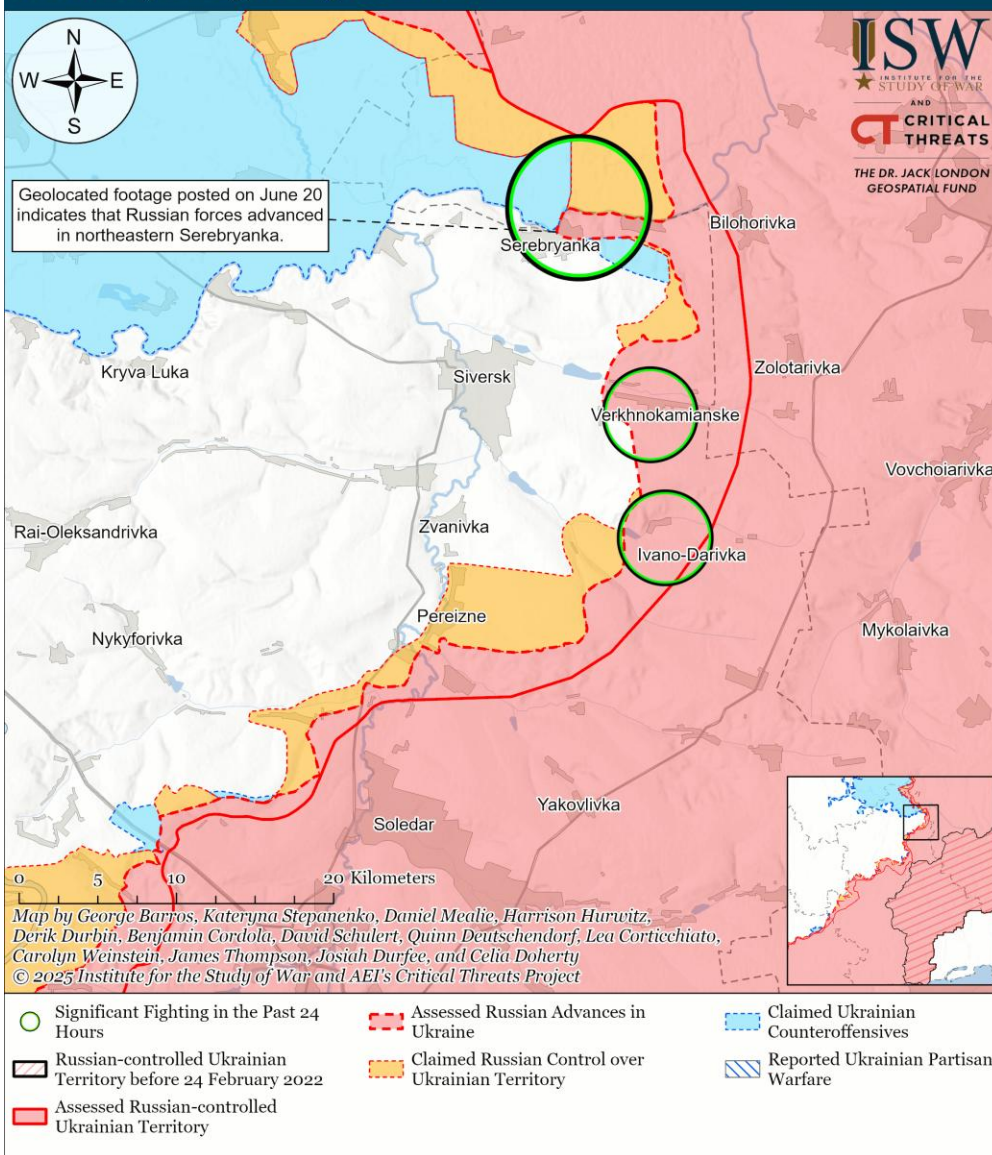 N
W E
S
ISW
INSTITUTE FOR THE
STUDY OF WAR
AND
CT CRITICAL
THREATS
THE DR. JACK LONDON
GEOSPATIAL FUND
Geolocated footage posted on June 20
indicates that Russian forces advanced
in northeastern Serebryanka.
Serebryanka
Bilohorivka
Kryva Luka
Siversk
Zolotarivka
Verkhnokamianske
Vovchoiarivka
Rai-Oleksandrivka
Zvanivka
Ivano-Darivka
Pereizne
Nykyforivka
Mykolaivka
Yakovlivka
Soledar
0 5 10 20 Kilometers
Map by George Barros, Kateryna Stepanenko, Daniel Mealie, Harrison Hurwitz,
Derik Durbin, Benjamin Cordola, David Schulert, Quinn Deutschendorf, Lea Corticchiato,
Carolyn Weinstein, James Thompson, Josiah Durfee, and Celia Doherty
© 2025 Institute for the Study of War and AEI's Critical Threats Project
Significant Fighting in the Past 24
Hours
Russian-controlled Ukrainian
Territory before 24 February 2022
Assessed Russian-controlled
Ukrainian Territory
Assessed Russian Advances in
Ukraine
Claimed Russian Control over
Ukrainian Territory
Claimed Ukrainian
Counteroffensives
Reported Ukrainian Partisan
Warfare